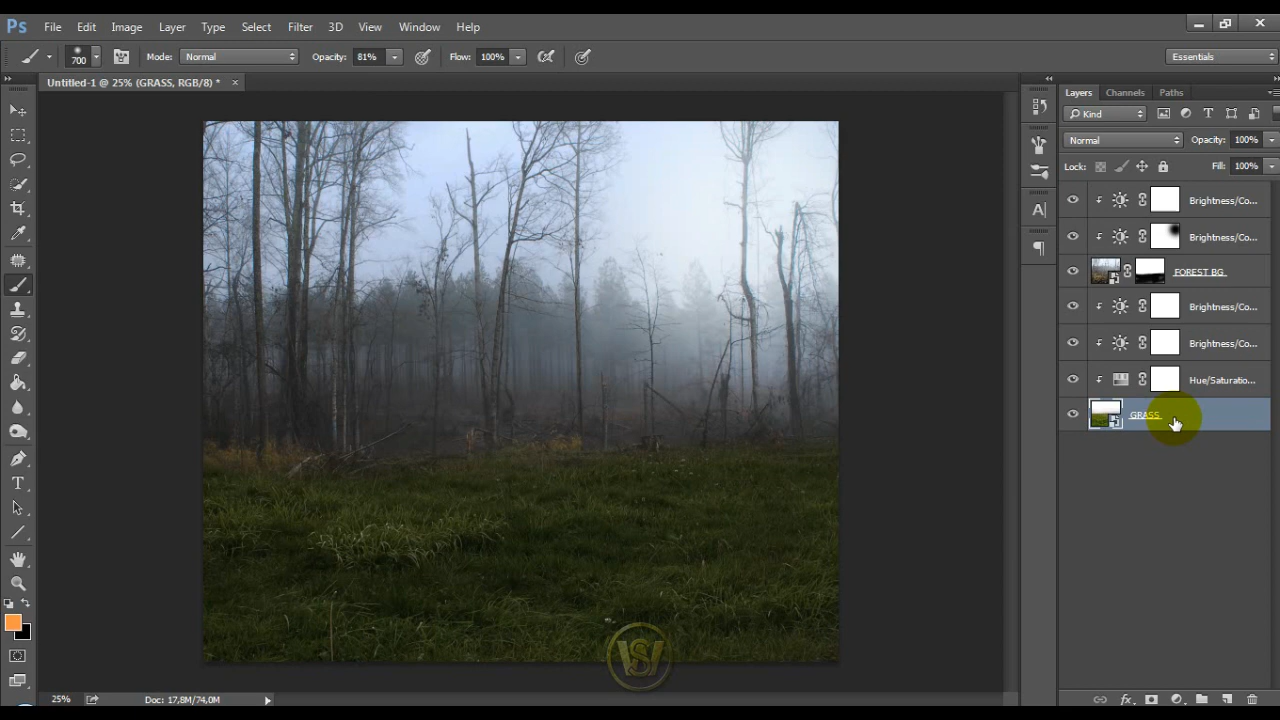 Ps File Edit Image Layer Type Select Filter 3D View Window Help
700 Mode: Normal Opacity: 81% Flow: 100% Essentials
Untitled-1 @ 25% (GRASS, RGB/8) * ×
Layers Channels Paths
Kind
Normal Opacity: 100%
Lock: Fill: 100%
Brightness/Co...
Brightness/Co...
FOREST BG
Brightness/Co...
Brightness/Co...
Hue/Saturatio...
GRASS
25% Doc: 17,8M/74,0M